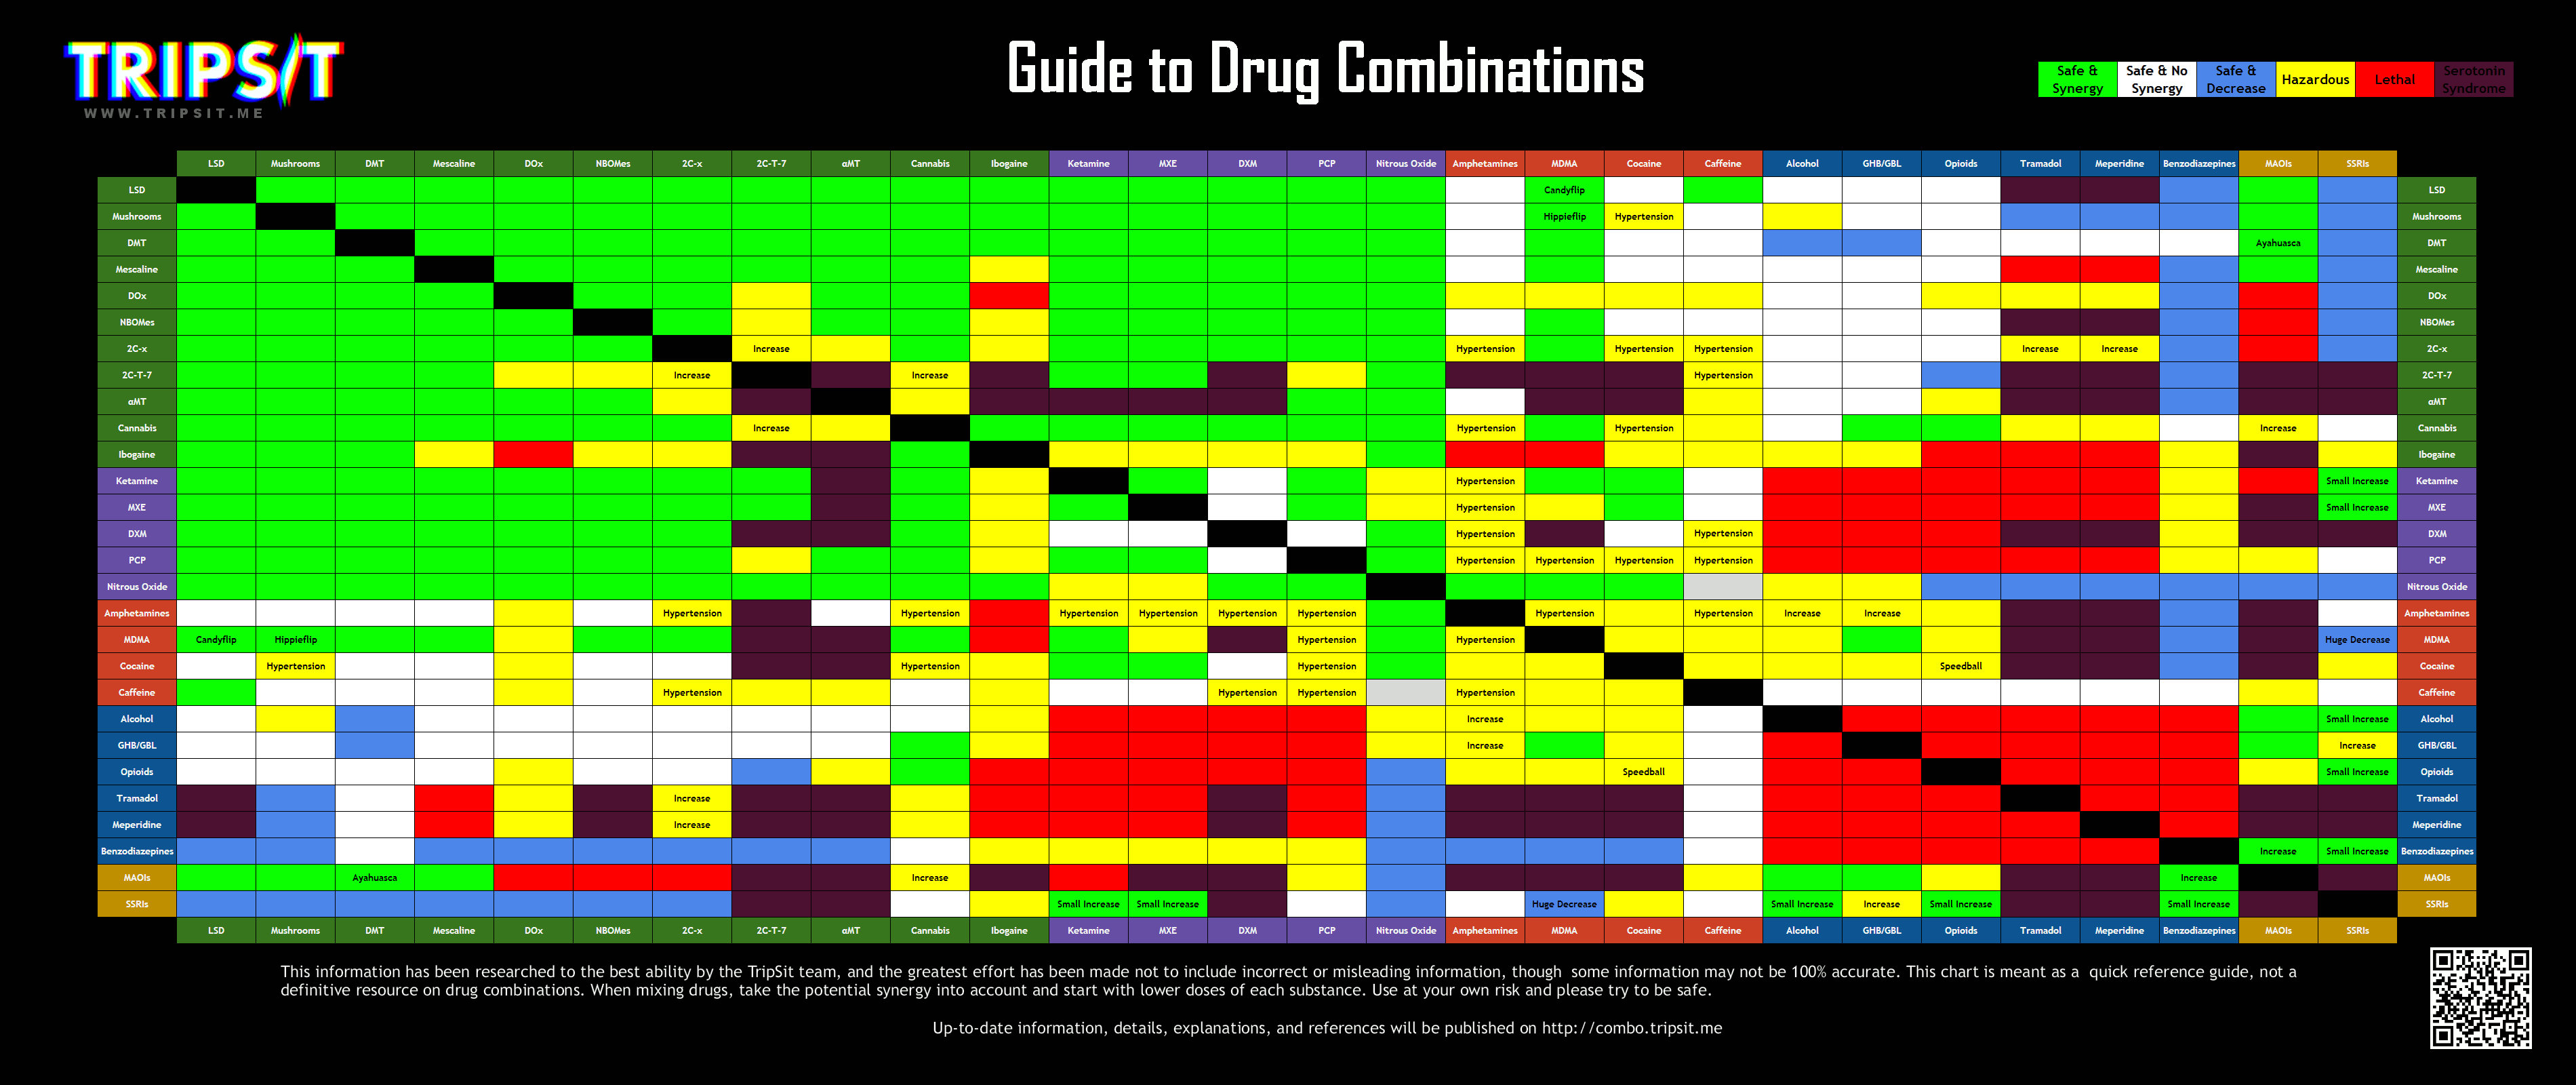 TRIPSIT
WWW.TRIPSIT.ME
Guide to Drug Combinations
Safe & Synergy Safe & No Synergy Safe & Decrease Hazardous Lethal Serotonin Syndrome
LSD Mushrooms DMT Mescaline DOx NBOMes 2C-x 2C-T-7 αMT Cannabis Ibogaine Ketamine MXE DXM PCP Nitrous Oxide Amphetamines MDMA Cocaine Caffeine Alcohol GHB/GBL Opioids Tramadol Meperidine Benzodiazepines MAOIs SSRIs
LSD Candyflip LSD
Mushrooms Hippieflip Hypertension Mushrooms
DMT Ayahuasca DMT
Mescaline Mescaline
DOx DOx
NBOMes NBOMes
2C-x Increase Hypertension Hypertension Hypertension Increase Increase 2C-x
2C-T-7 Increase Increase Hypertension 2C-T-7
αMT αMT
Cannabis Increase Hypertension Hypertension Increase Cannabis
Ibogaine Ibogaine
Ketamine Hypertension Small Increase Ketamine
MXE Hypertension Small Increase MXE
DXM Hypertension Hypertension DXM
PCP Hypertension Hypertension Hypertension Hypertension PCP
Nitrous Oxide Nitrous Oxide
Amphetamines Hypertension Hypertension Hypertension Hypertension Hypertension Hypertension Hypertension Hypertension Increase Increase Amphetamines
MDMA Candyflip Hippieflip Hypertension Hypertension Huge Decrease MDMA
Cocaine Hypertension Hypertension Hypertension Speedball Cocaine
Caffeine Hypertension Hypertension Hypertension Hypertension Caffeine
Alcohol Increase Small Increase Alcohol
GHB/GBL Increase Increase GHB/GBL
Opioids Speedball Small Increase Opioids
Tramadol Increase Tramadol
Meperidine Increase Meperidine
Benzodiazepines Increase Small Increase Benzodiazepines
MAOIs Ayahuasca Increase Increase MAOIs
SSRIs Small Increase Small Increase Huge Decrease Small Increase Increase Small Increase Small Increase SSRIs
LSD Mushrooms DMT Mescaline DOx NBOMes 2C-x 2C-T-7 αMT Cannabis Ibogaine Ketamine MXE DXM PCP Nitrous Oxide Amphetamines MDMA Cocaine Caffeine Alcohol GHB/GBL Opioids Tramadol Meperidine Benzodiazepines MAOIs SSRIs
This information has been researched to the best ability by the TripSit team, and the greatest effort has been made not to include incorrect or misleading information, though some information may not be 100% accurate. This chart is meant as a quick reference guide, not a
definitive resource on drug combinations. When mixing drugs, take the potential synergy into account and start with lower doses of each substance. Use at your own risk and please try to be safe.
Up-to-date information, details, explanations, and references will be published on http://combo.tripsit.me